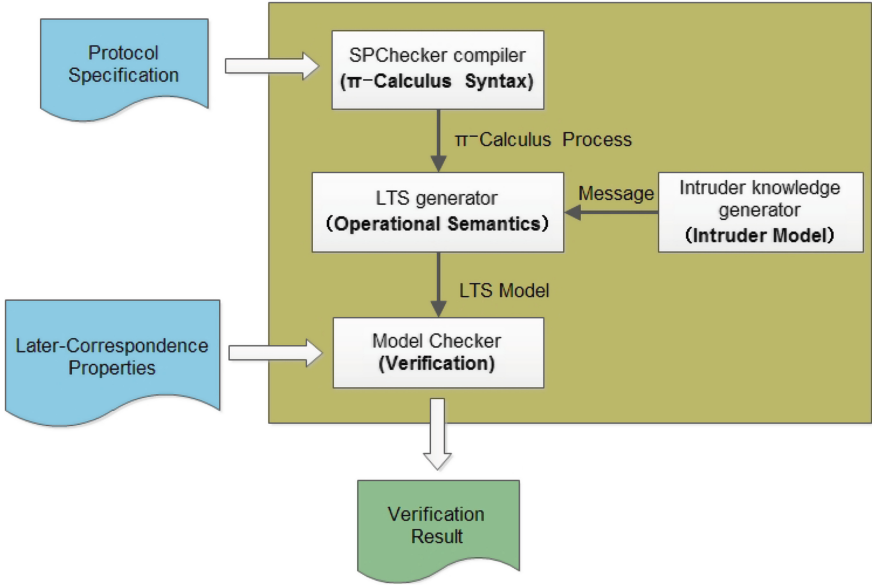 Protocol
Specification
SPChecker compiler
(π-Calculus Syntax)
π-Calculus Process
LTS generator
(Operational Semantics)
Message
Intruder knowledge
generator
(Intruder Model)
LTS Model
Later-Correspondence
Properties
Model Checker
(Verification)
Verification
Result